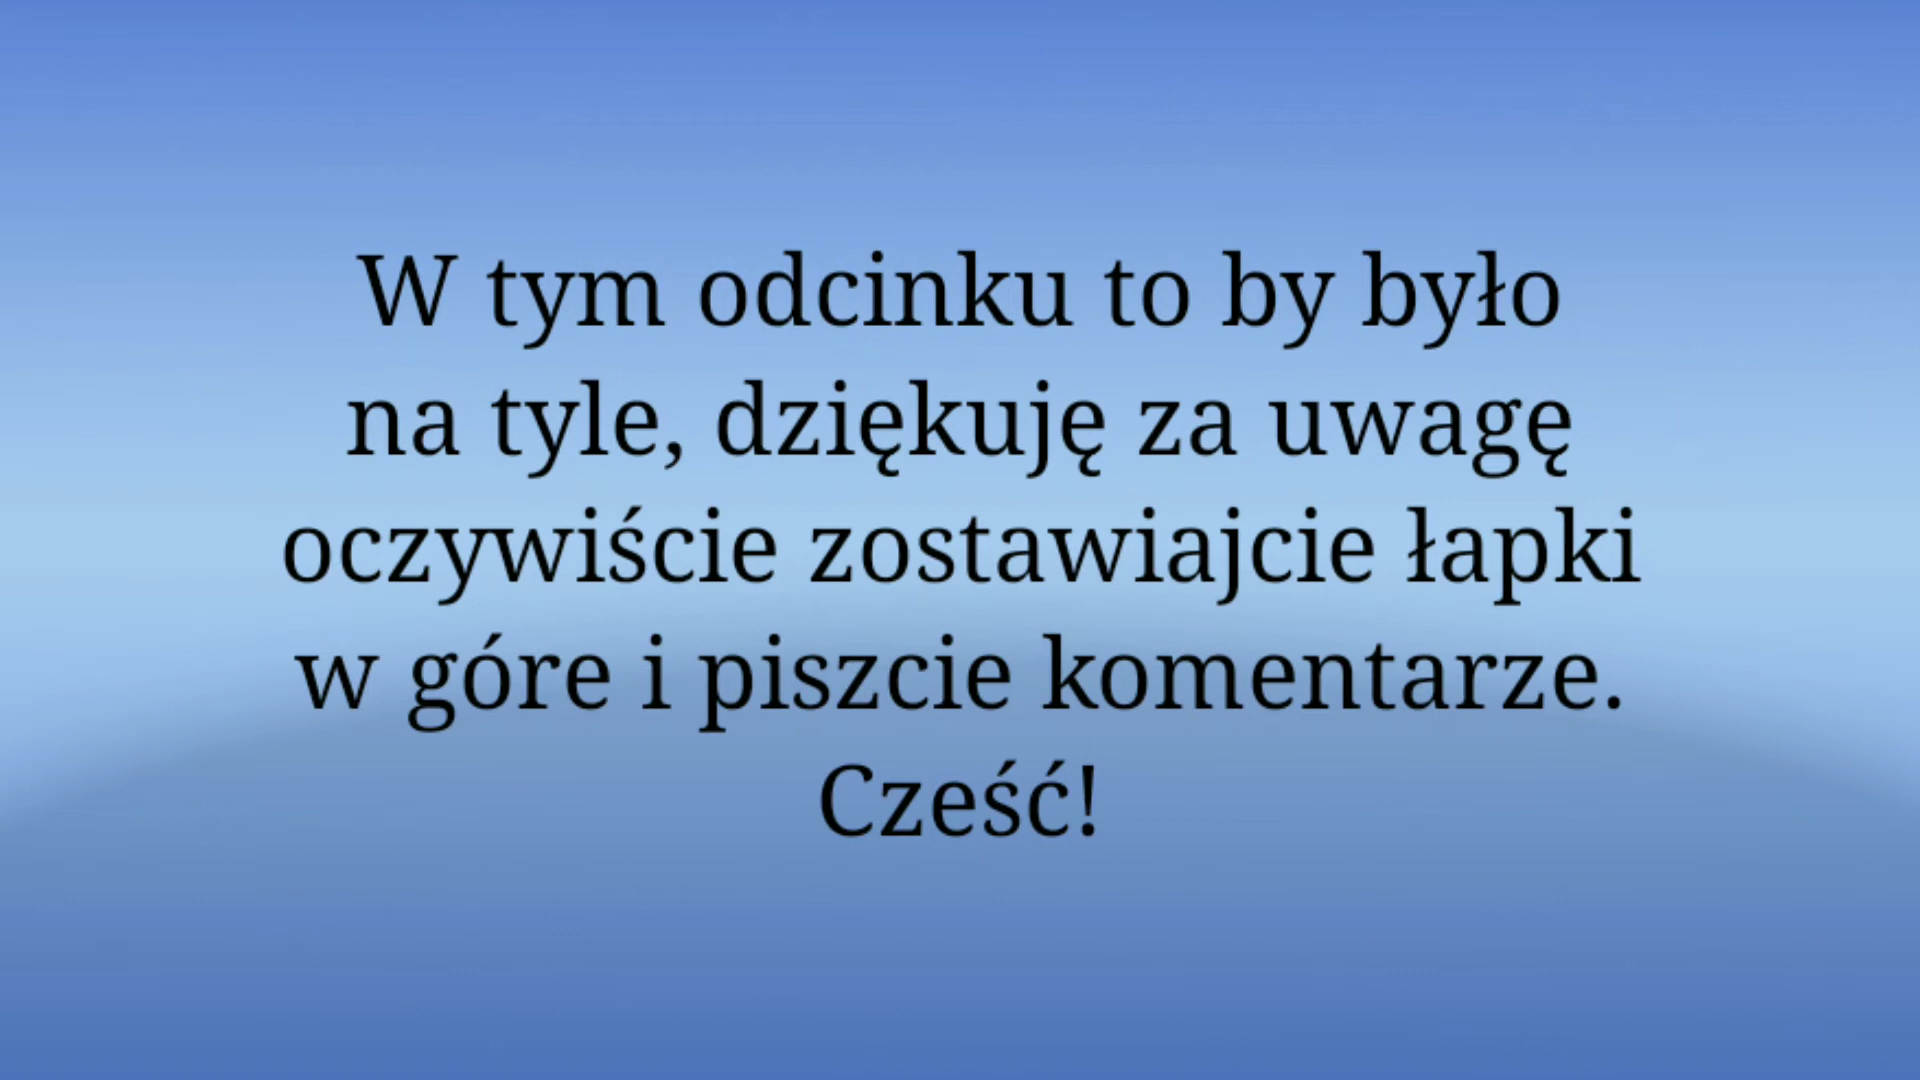 W tym odcinku to by było
na tyle, dziękuję za uwagę
oczywiście zostawiajcie łapki
w góre i piszcie komentarze.
Cześć!